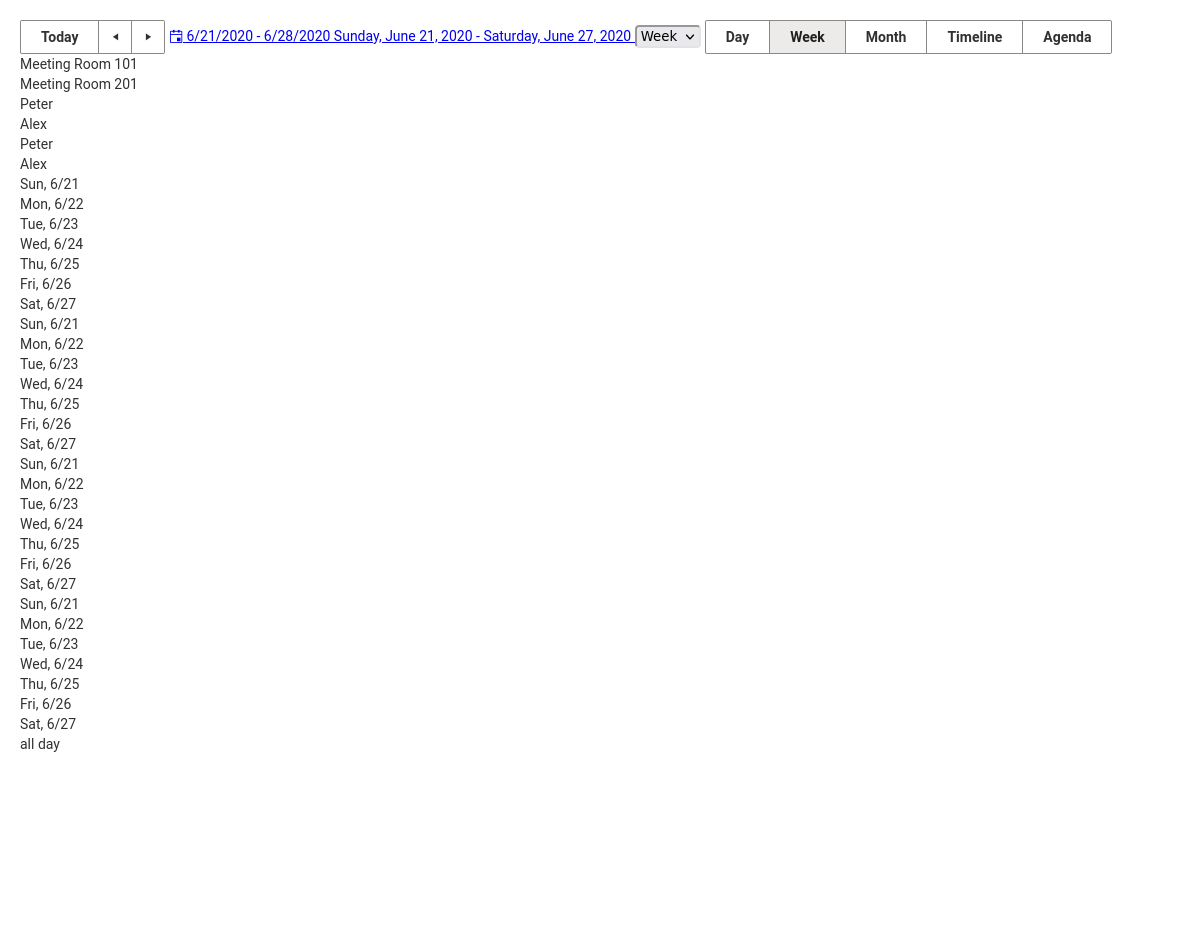 Today 6/21/2020 - 6/28/2020 Sunday, June 21, 2020 - Saturday, June 27, 2020 Week Day Week Month Timeline Agenda
Meeting Room 101
Meeting Room 201
Peter
Alex
Peter
Alex
Sun, 6/21
Mon, 6/22
Tue, 6/23
Wed, 6/24
Thu, 6/25
Fri, 6/26
Sat, 6/27
Sun, 6/21
Mon, 6/22
Tue, 6/23
Wed, 6/24
Thu, 6/25
Fri, 6/26
Sat, 6/27
Sun, 6/21
Mon, 6/22
Tue, 6/23
Wed, 6/24
Thu, 6/25
Fri, 6/26
Sat, 6/27
Sun, 6/21
Mon, 6/22
Tue, 6/23
Wed, 6/24
Thu, 6/25
Fri, 6/26
Sat, 6/27
all day